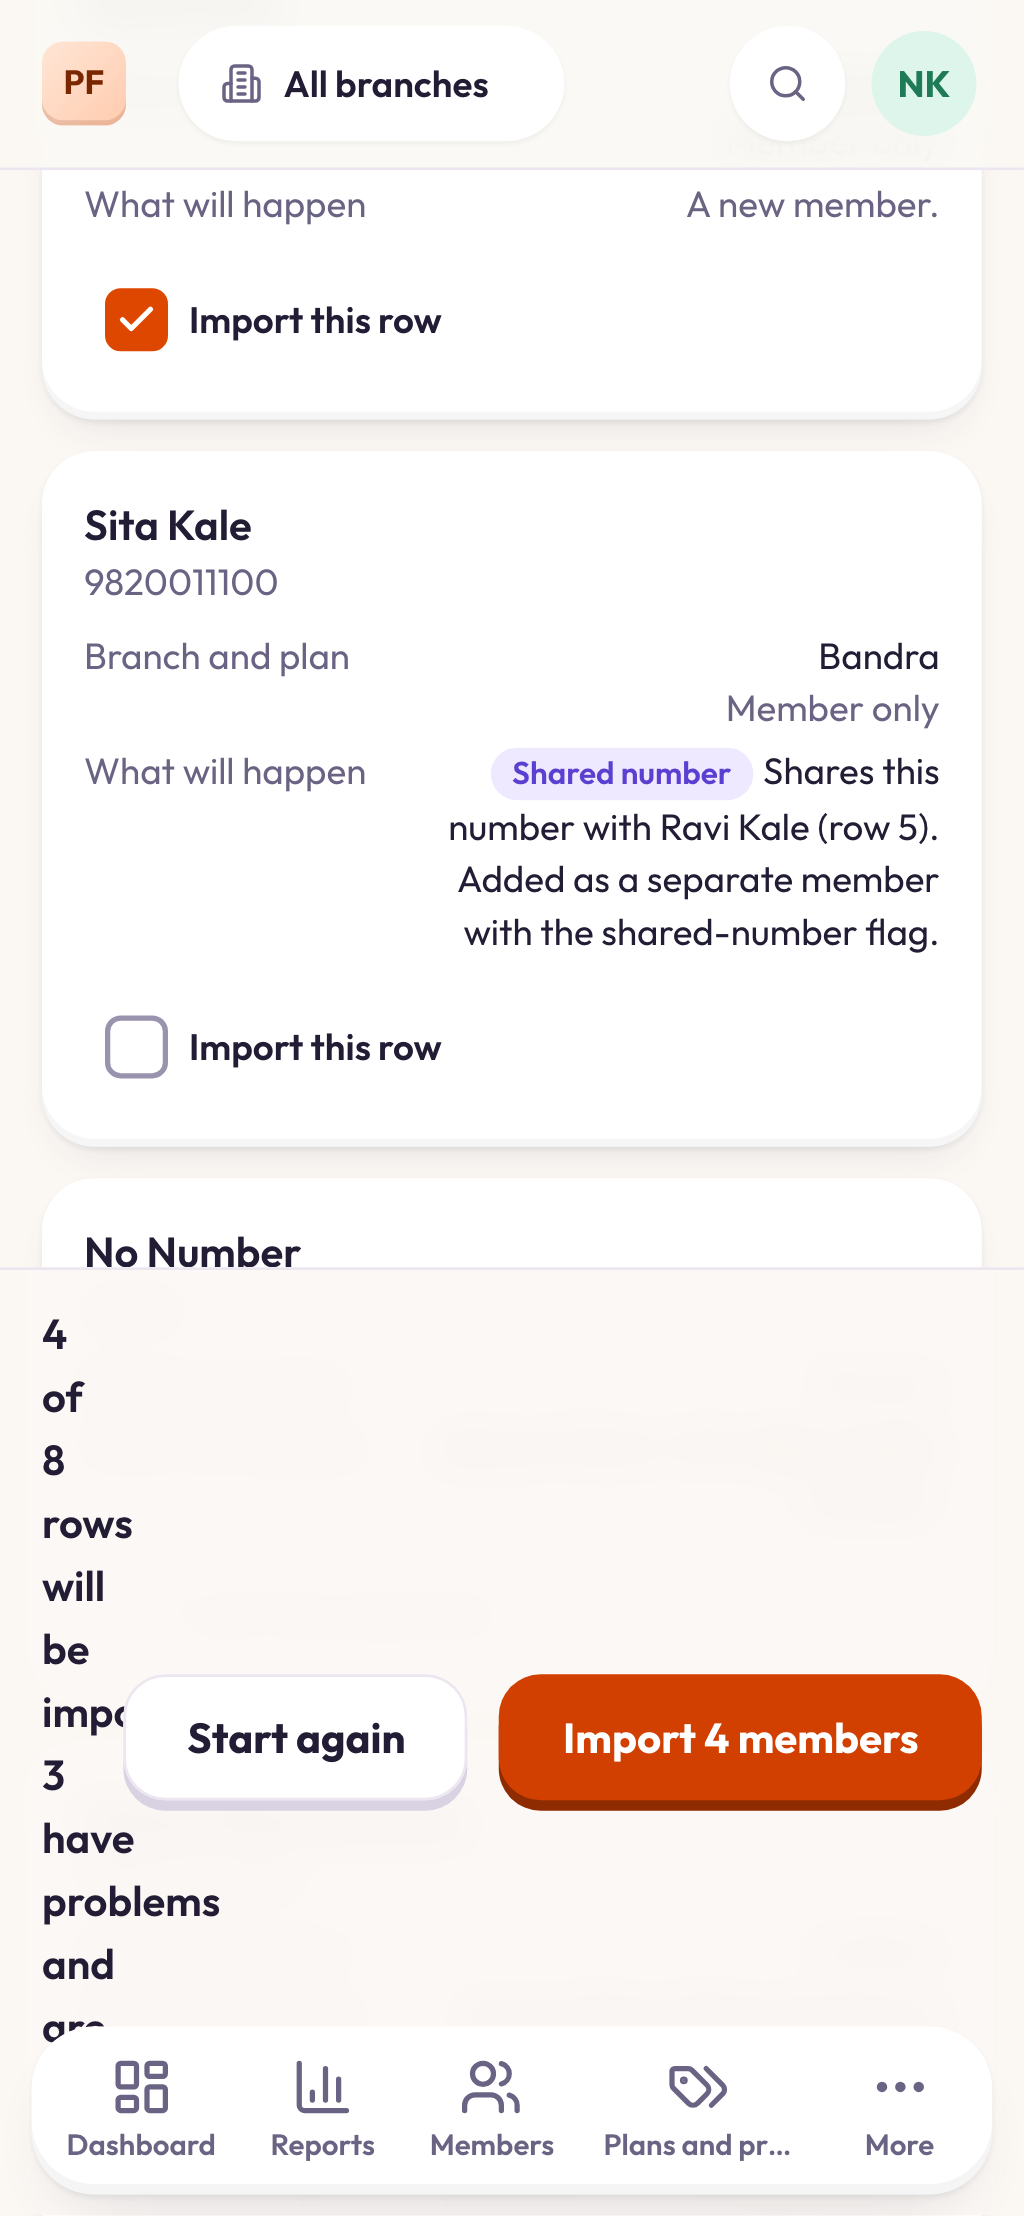 PF
All branches
NK
What will happen
A new member.
Import this row
Sita Kale
9820011100
Branch and plan
Bandra
Member only
What will happen
Shared number Shares this
number with Ravi Kale (row 5).
Added as a separate member
with the shared-number flag.
Import this row
No Number
4
of
8
rows
will
be
Start again
Import 4 members
3
have
problems
and
are
Dashboard
Reports
Members
Plans and pr...
More